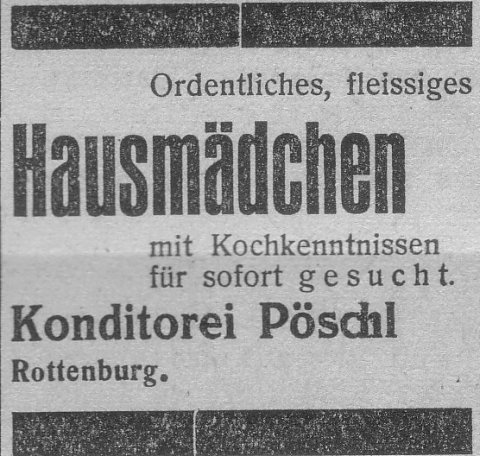 Ordentliches, fleissiges
Hausmädchen
mit Kochkenntnissen
für sofort gesucht.
Konditorei Pöschl
Rottenburg.